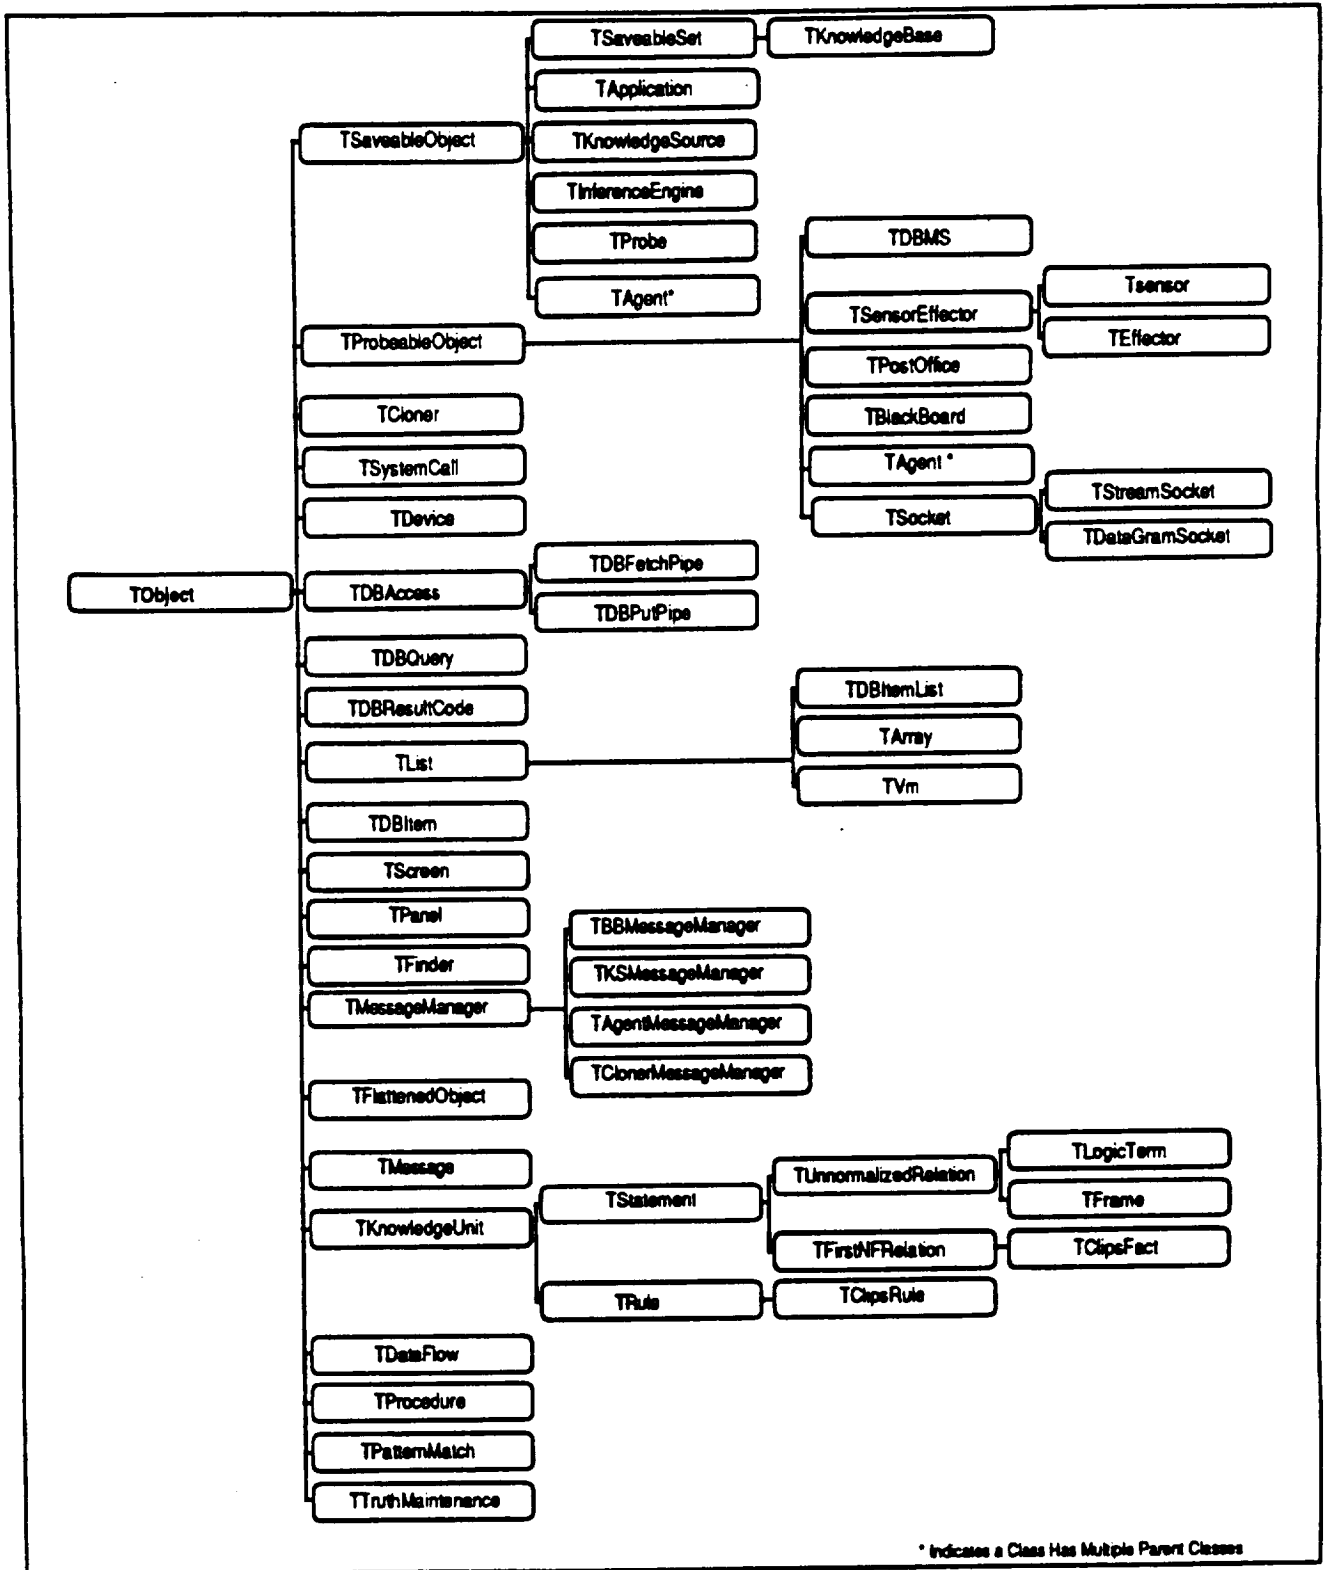 TSaveableSet
TKnowledgeBase
TApplication
TSaveableObject
TKnowledgeSource
TInferenceEngine
TProbe
TAgent*
TDBMS
Tsensor
TSensorEffector
TEffector
TProbeableObject
TPostOffice
TCloner
TBlackBoard
TSystemCall
TAgent *
TStreamSocket
TDevice
TSocket
TDataGramSocket
TObject
TDBAccess
TDBFetchPipe
TDBPutPipe
TDBQuery
TDBResultCode
TDBItemList
TList
TArray
TVm
TDBItem
TScreen
TPanel
TBBMessageManager
TFinder
TKSMessageManager
TMessageManager
TAgentMessageManager
TClonerMessageManager
TFlattenedObject
TMessage
TLogicTerm
TUnnormalizedRelation
TStatement
TFrame
TKnowledgeUnit
TFirstNFRelation
TClipsFact
TRule
TClipsRule
TDataFlow
TProcedure
TPatternMatch
TTruthMaintenance
* Indicates a Class Has Multiple Parent Classes